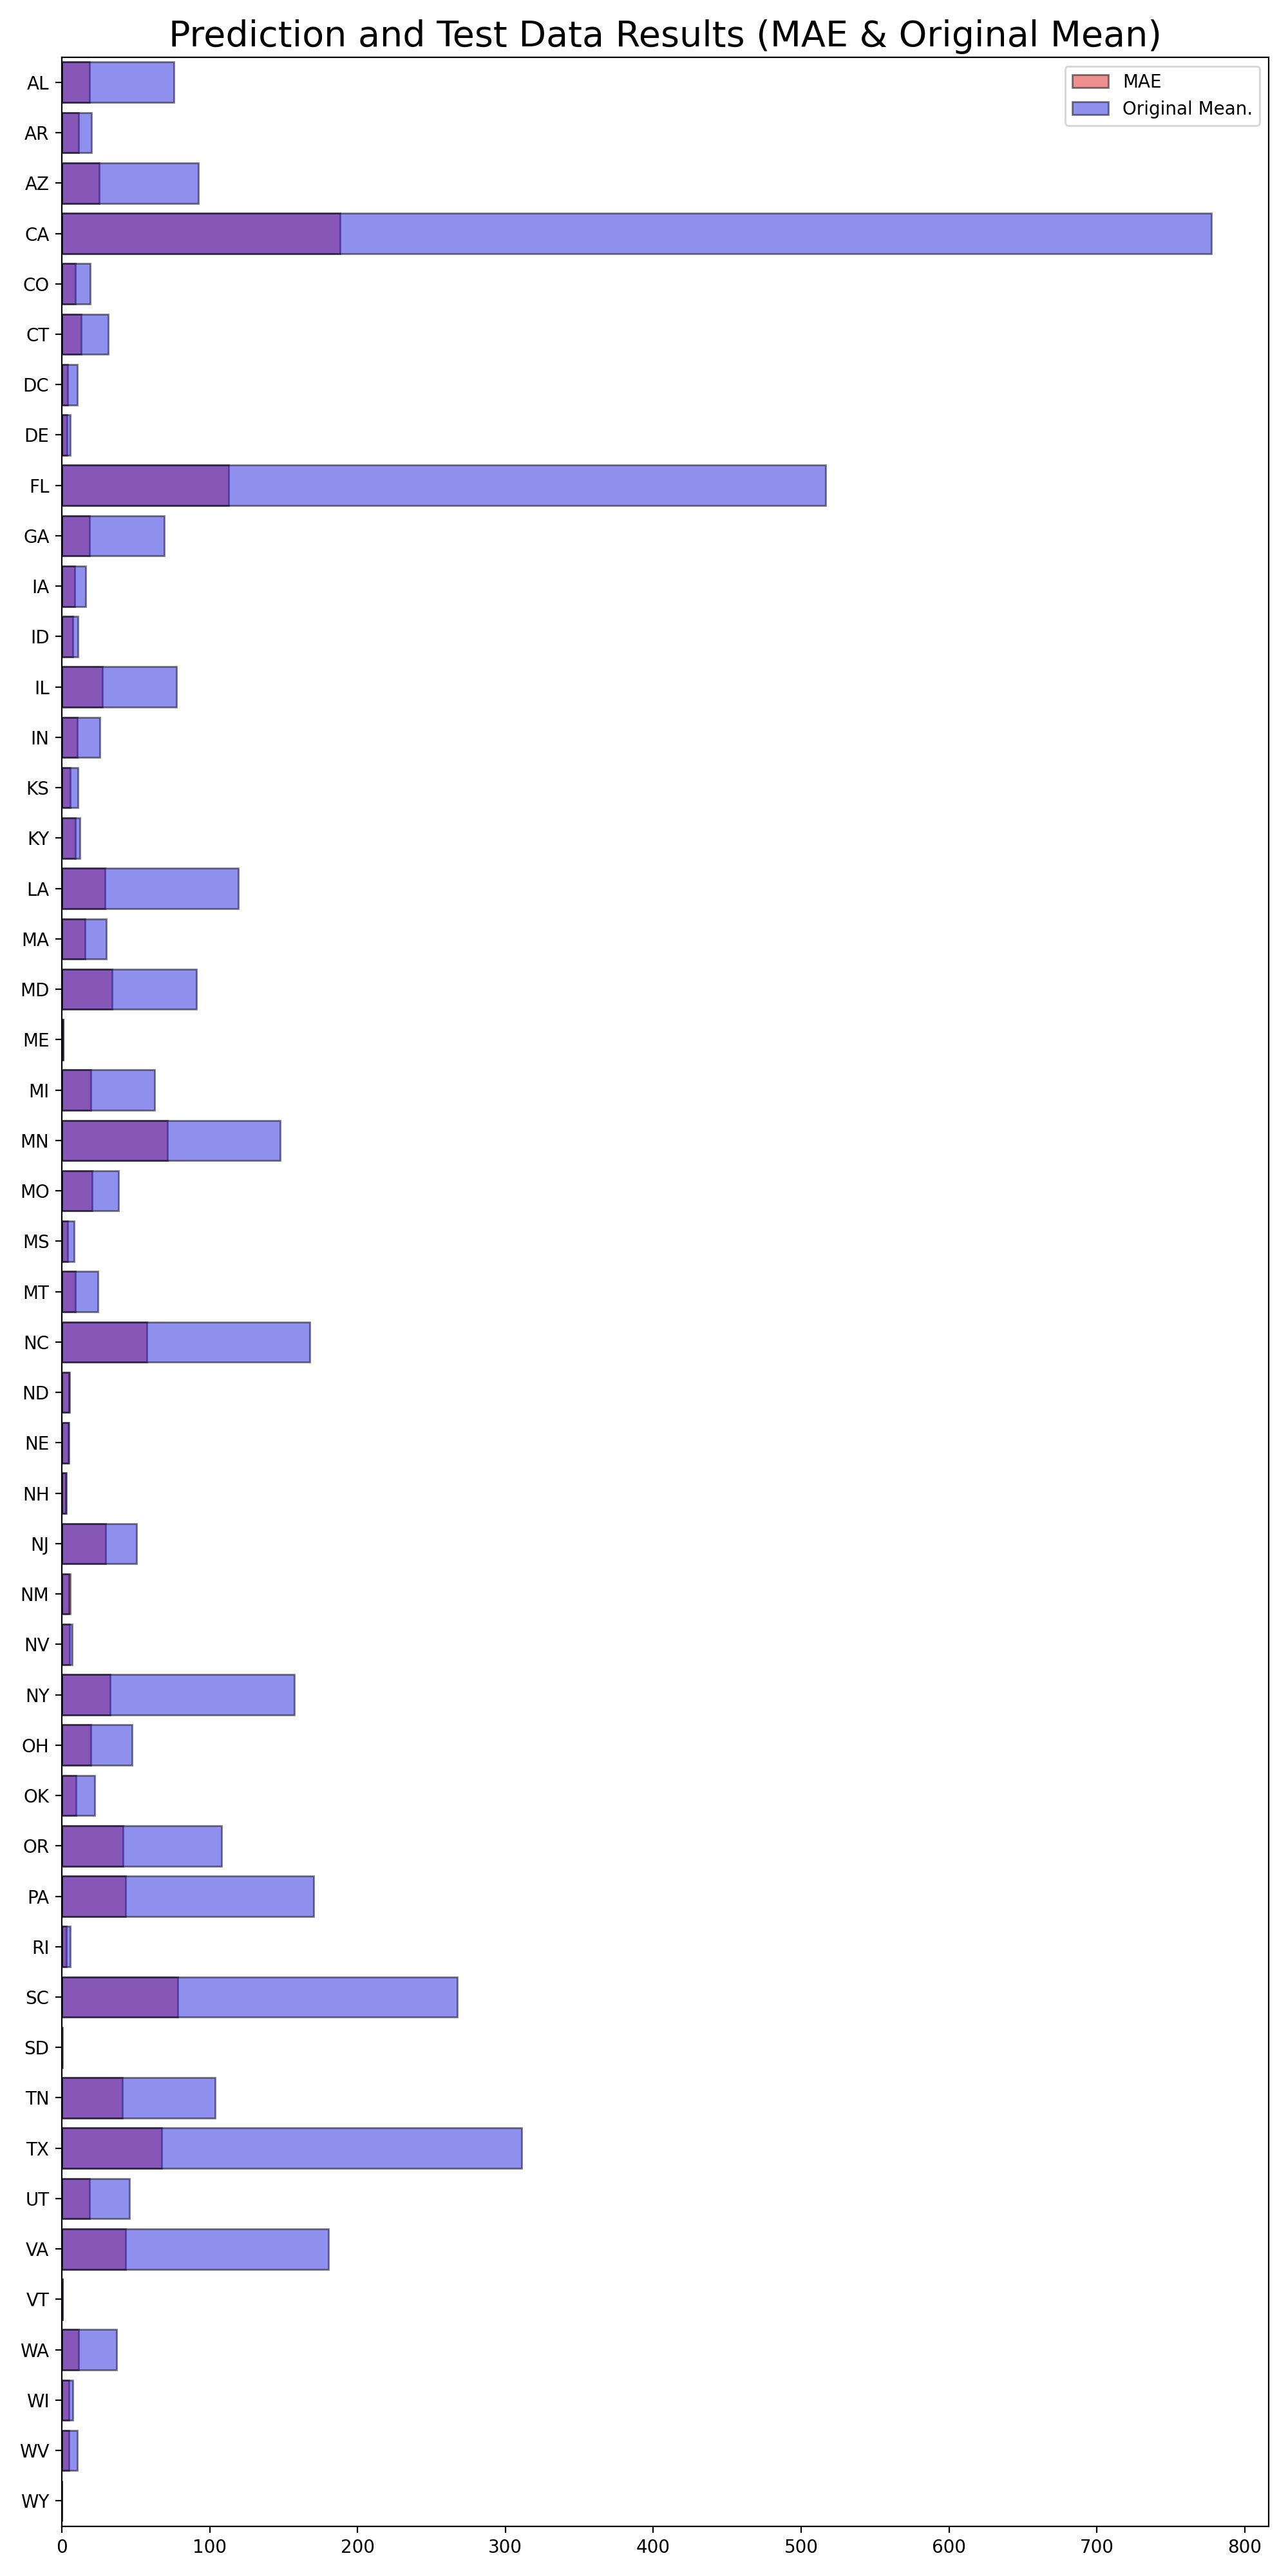 Prediction and Test Data Results (MAE & Original Mean)
MAE
Original Mean.
AL
AR
AZ
CA
CO
CT
DC
DE
FL
GA
IA
ID
IL
IN
KS
KY
LA
MA
MD
ME
MI
MN
MO
MS
MT
NC
ND
NE
NH
NJ
NM
NV
NY
OH
OK
OR
PA
RI
SC
SD
TN
TX
UT
VA
VT
WA
WI
WV
WY
0 100 200 300 400 500 600 700 800